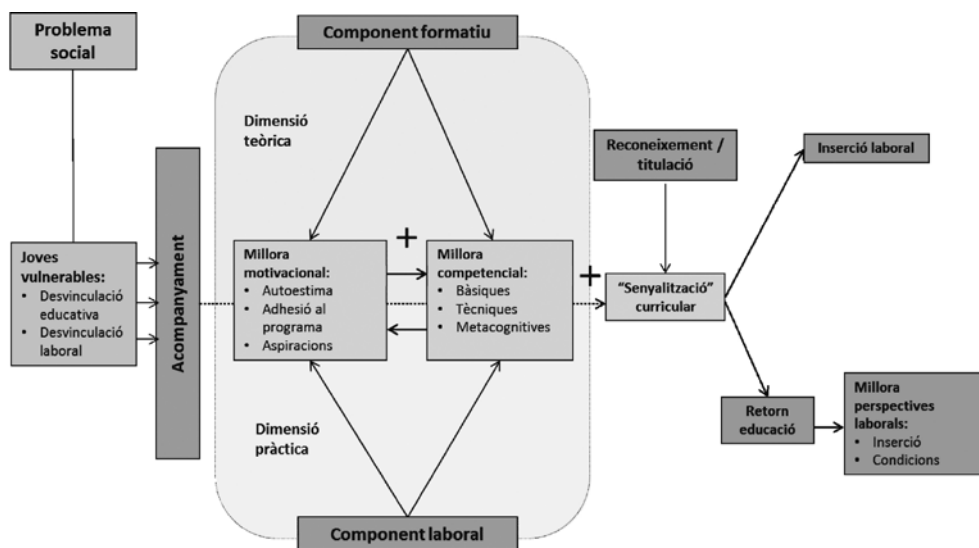 Problema
social
Component formatiu
Dimensió
teòrica
Reconeixement /
titulació
Inserció laboral
Acompanyament
Joves
vulnerables:
• Desvinculació
educativa
• Desvinculació
laboral
Millora
motivacional:
• Autoestima
• Adhesió al
programa
• Aspiracions
+
Millora
competencial:
• Bàsiques
• Tècniques
• Metacognitives
+
“Senyalització”
curricular
Dimensió
pràctica
Retorn
educació
Millora
perspectives
laborals:
• Inserció
• Condicions
Component laboral